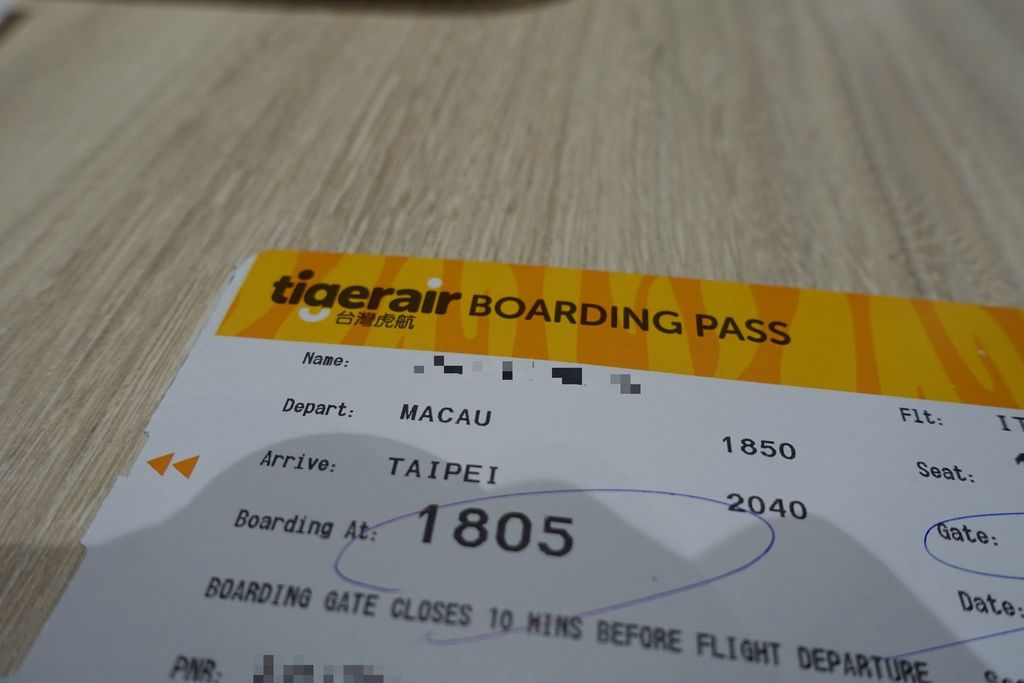 tigerair BOARDING PASS
台灣虎航
Name:
Depart: MACAU 1850 Flt: IT
Arrive: TAIPEI 2040 Seat:
Boarding At: 1805 Gate:
BOARDING GATE CLOSES 10 MINS BEFORE FLIGHT DEPARTURE Date:
PNR: